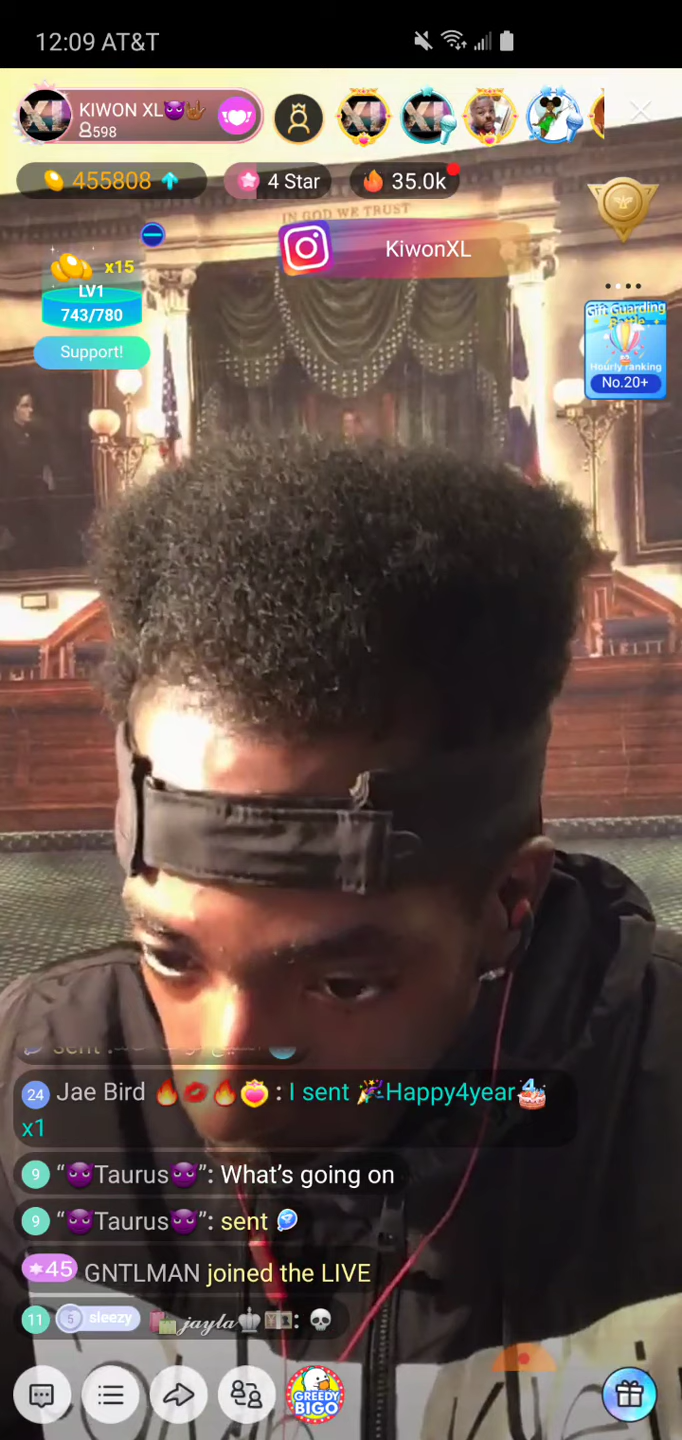 12:09 AT&T
KIWON XL😈🤟🏾
598
455808
4 Star
35.0k
IN GOD WE TRUST
KiwonXL
x15
LV1
743/780
Support!
Gift Guarding
Battle
Hourly ranking
No.20+
24 Jae Bird 🔥💋🔥: I sent 🎉Happy4year
x1
9 “😈Taurus😈”: What’s going on
9 “😈Taurus😈”: sent
45 GNTLMAN joined the LIVE
11 5 sleezy 🛍️𝒿𝒶𝓎𝓁𝒶👑💴: 💀
GREEDY
BIGO